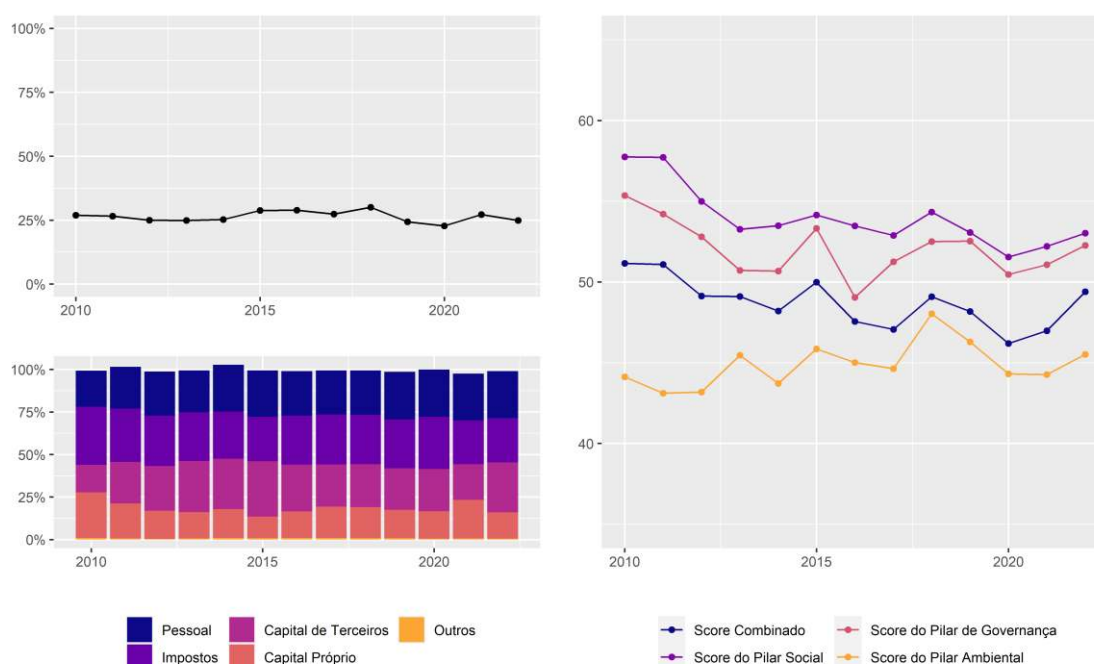 100%
75%
50%
25%
0%
2010 2015 2020
100%
75%
50%
25%
0%
2010 2015 2020
Pessoal Capital de Terceiros Outros
Impostos Capital Próprio
60
50
40
2010 2015 2020
Score Combinado Score do Pilar de Governança
Score do Pilar Social Score do Pilar Ambiental